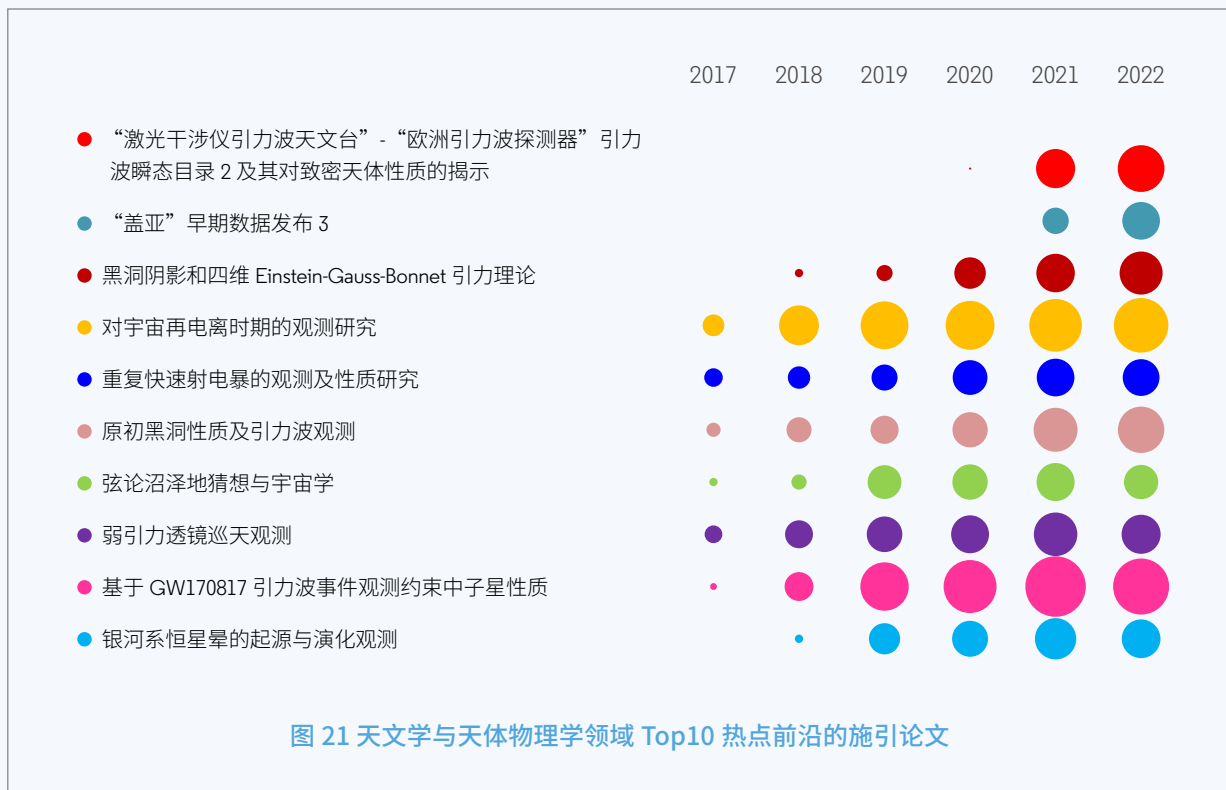 2017 2018 2019 2020 2021 2022
“激光干涉仪引力波天文台” - “欧洲引力波探测器” 引力
波瞬态目录 2 及其对致密天体性质的揭示
“盖亚” 早期数据发布 3
黑洞阴影和四维 Einstein-Gauss-Bonnet 引力理论
对宇宙再电离时期的观测研究
重复快速射电暴的观测及性质研究
原初黑洞性质及引力波观测
弦论沼泽地猜想与宇宙学
弱引力透镜巡天观测
基于 GW170817 引力波事件观测约束中子星性质
银河系恒星晕的起源与演化观测
图 21 天文学与天体物理学领域 Top10 热点前沿的施引论文